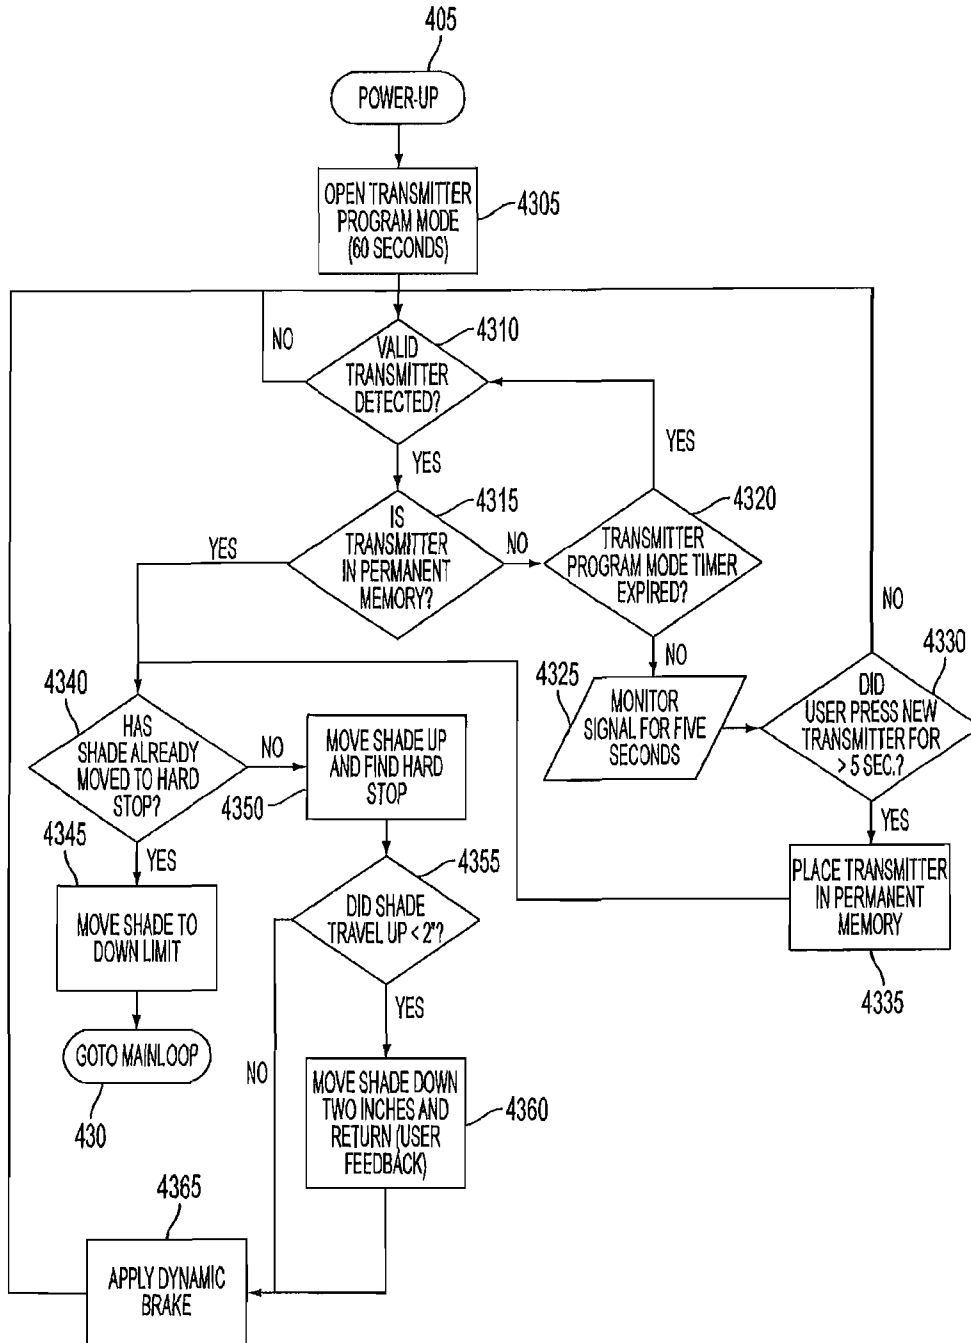 405
POWER-UP
OPEN TRANSMITTER
PROGRAM MODE
(60 SECONDS)
4305
NO
VALID
TRANSMITTER
DETECTED?
4310
YES
YES
IS
TRANSMITTER
IN PERMANENT
MEMORY?
4315
NO
YES
TRANSMITTER
PROGRAM MODE TIMER
EXPIRED?
4320
NO
4325
MONITOR
SIGNAL FOR FIVE
SECONDS
NO
DID
USER PRESS NEW
TRANSMITTER FOR
> 5 SEC.?
4330
YES
PLACE TRANSMITTER
IN PERMANENT
MEMORY
4335
4340
HAS
SHADE ALREADY
MOVED TO HARD
STOP?
NO
YES
MOVE SHADE UP
AND FIND HARD
STOP
4350
4345
MOVE SHADE TO
DOWN LIMIT
GOTO MAINLOOP
430
4355
DID SHADE
TRAVEL UP < 2"?
YES
NO
MOVE SHADE DOWN
TWO INCHES AND
RETURN (USER
FEEDBACK)
4360
4365
APPLY DYNAMIC
BRAKE